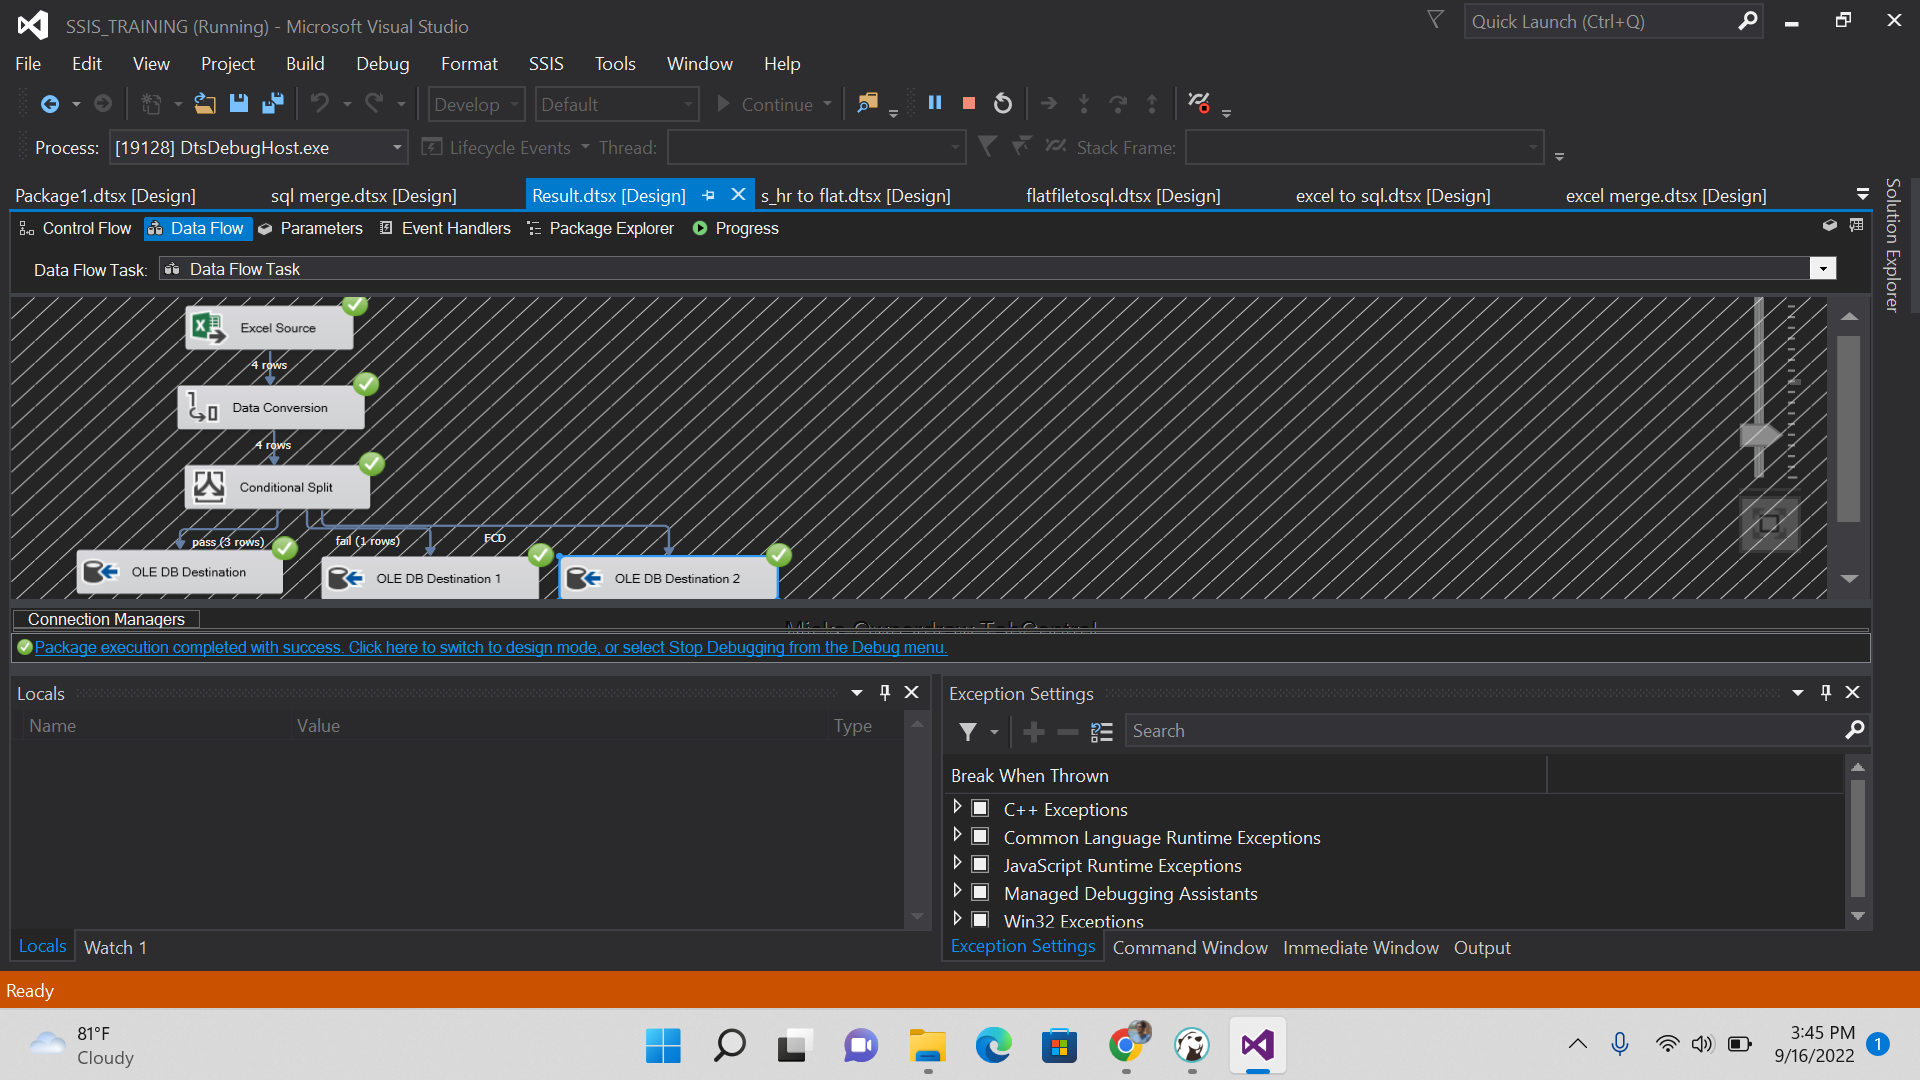 SSIS_TRAINING (Running) - Microsoft Visual Studio
Quick Launch (Ctrl+Q)
File Edit View Project Build Debug Format SSIS Tools Window Help
Develop Default Continue
Process: [19128] DtsDebugHost.exe Lifecycle Events Thread: Stack Frame:
Package1.dtsx [Design] sql merge.dtsx [Design] Result.dtsx [Design] s_hr to flat.dtsx [Design] flatfiletosql.dtsx [Design] excel to sql.dtsx [Design] excel merge.dtsx [Design]
Solution Explorer
Control Flow Data Flow Parameters Event Handlers Package Explorer Progress
Data Flow Task: Data Flow Task
Excel Source
4 rows
Data Conversion
4 rows
Conditional Split
pass (3 rows) fail (1 rows) FCD
OLE DB Destination OLE DB Destination 1 OLE DB Destination 2
Connection Managers
Package execution completed with success. Click here to switch to design mode, or select Stop Debugging from the Debug menu.
Locals
Name Value Type
Locals Watch 1
Exception Settings
Search
Break When Thrown
C++ Exceptions
Common Language Runtime Exceptions
JavaScript Runtime Exceptions
Managed Debugging Assistants
Win32 Exceptions
Exception Settings Command Window Immediate Window Output
Ready
81°F
Cloudy
3:45 PM
9/16/2022
1